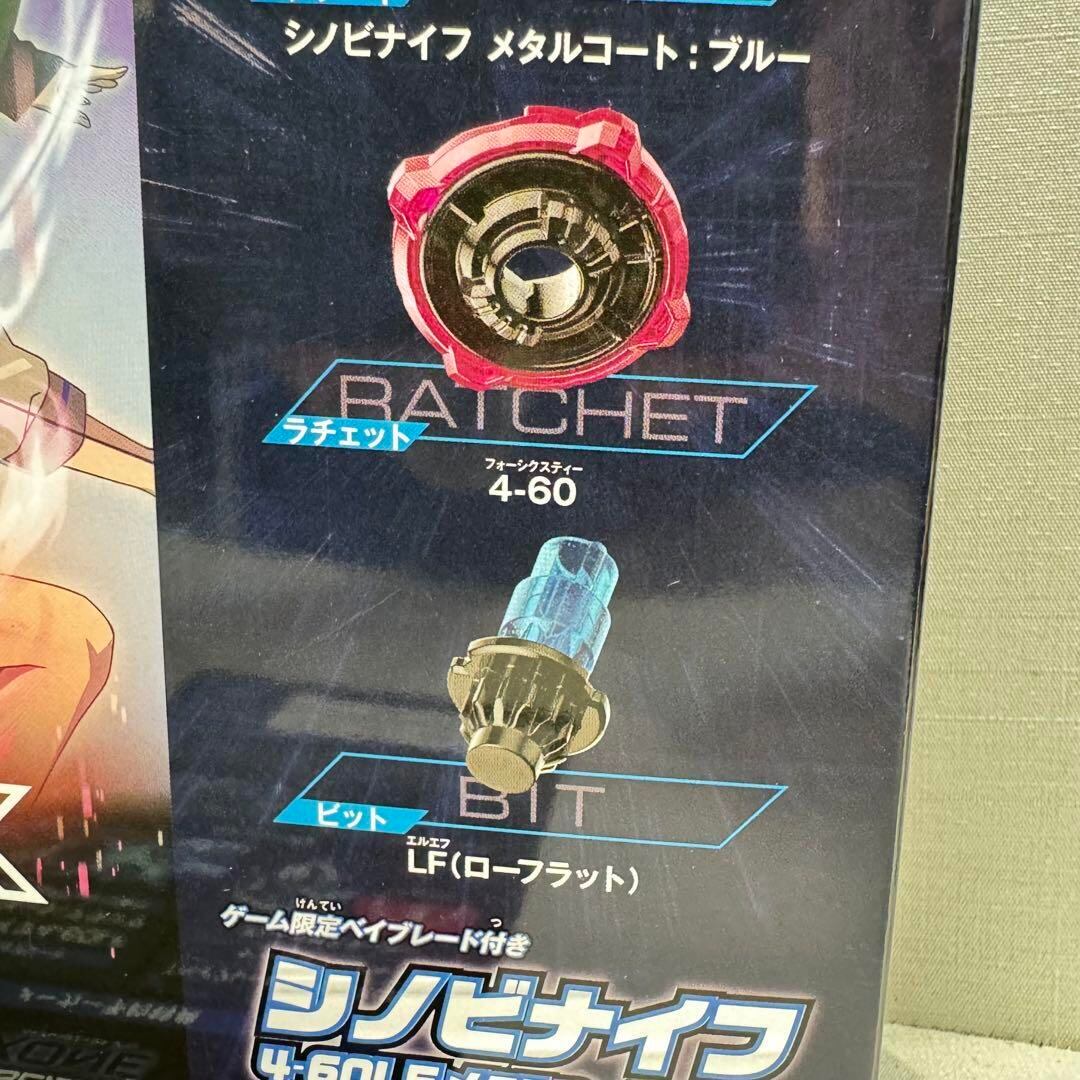 シノビナイフ メタルコート：ブルー
RATCHET
ラチェット
フォーシクスティー
4-60
BIT
ビット
エルエフ
LF(ローフラット)
げんてい つ
ゲーム限定ベイブレード付き
シノビナイフ
4-60LF